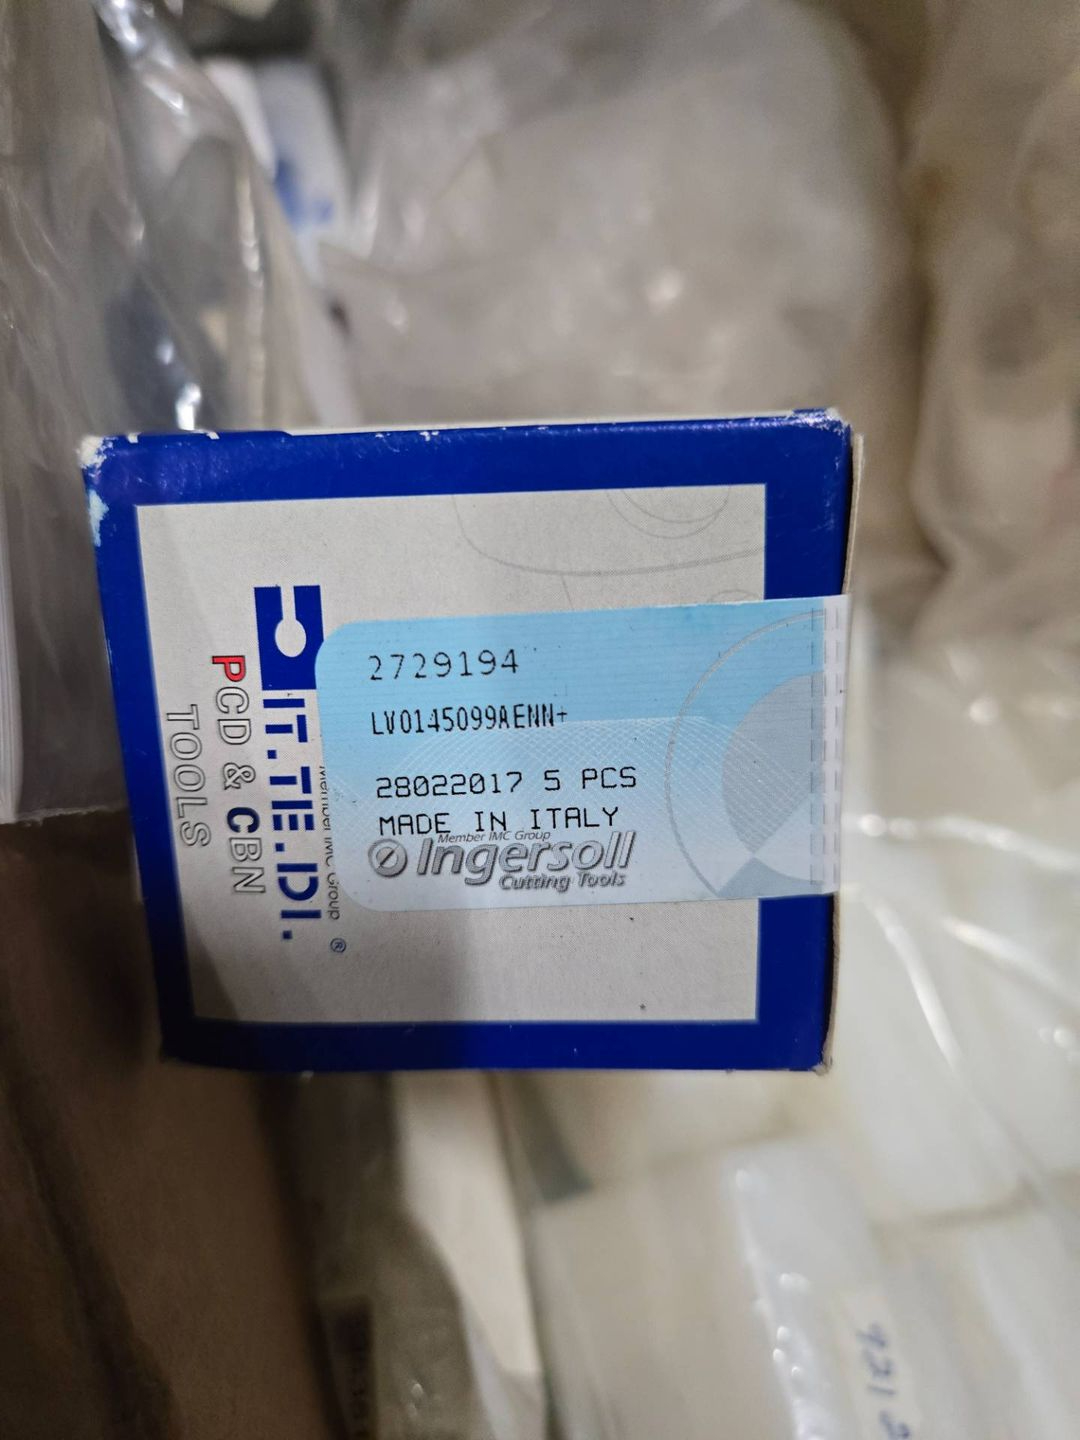 2729194
LV0145099AENN+
28022017 5 PCS
MADE IN ITALY
Member IMC Group
Ingersoll
Cutting Tools
Member IMC Group ®
IT.TE.DI.
PCD & CBN
TOOLS